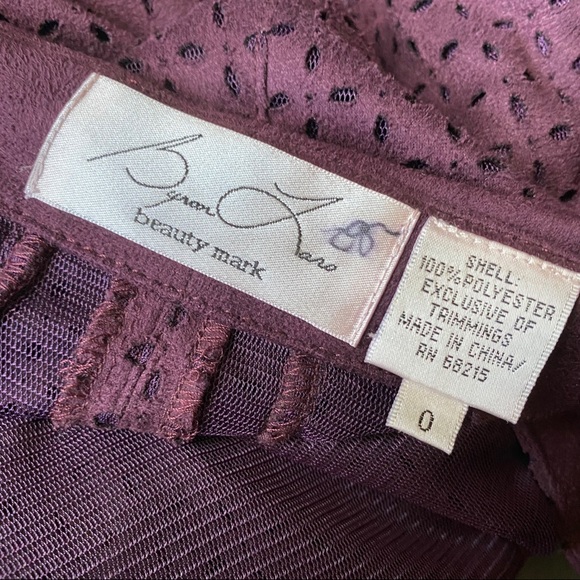 Byron Lars
beauty mark
SHELL:
100% POLYESTER
EXCLUSIVE OF
TRIMMINGS
MADE IN CHINA/
RN 68215
0